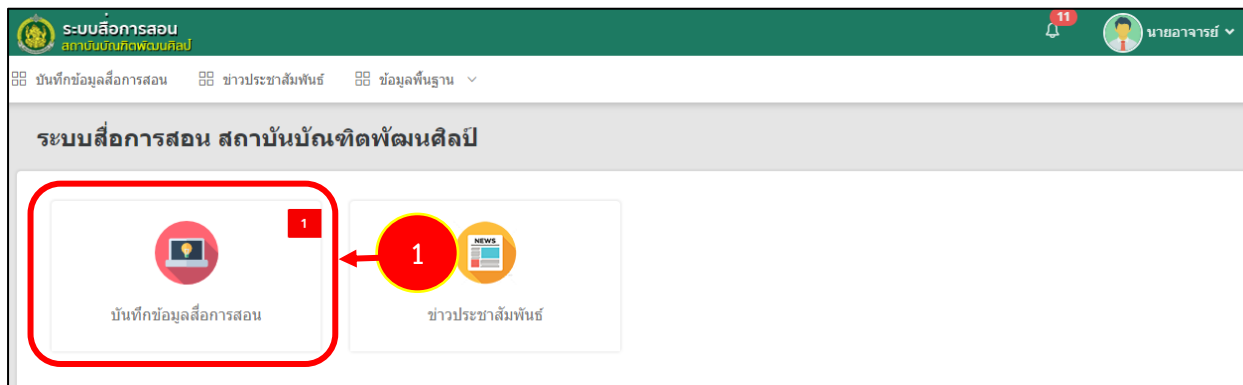 ระบบสื่อการสอน
สถาบันบัณฑิตพัฒนศิลป์
11
นายอาจารย์
บันทึกข้อมูลสื่อการสอน ข่าวประชาสัมพันธ์ ข้อมูลพื้นฐาน
ระบบสื่อการสอน สถาบันบัณฑิตพัฒนศิลป์
1
1
NEWS
บันทึกข้อมูลสื่อการสอน
ข่าวประชาสัมพันธ์